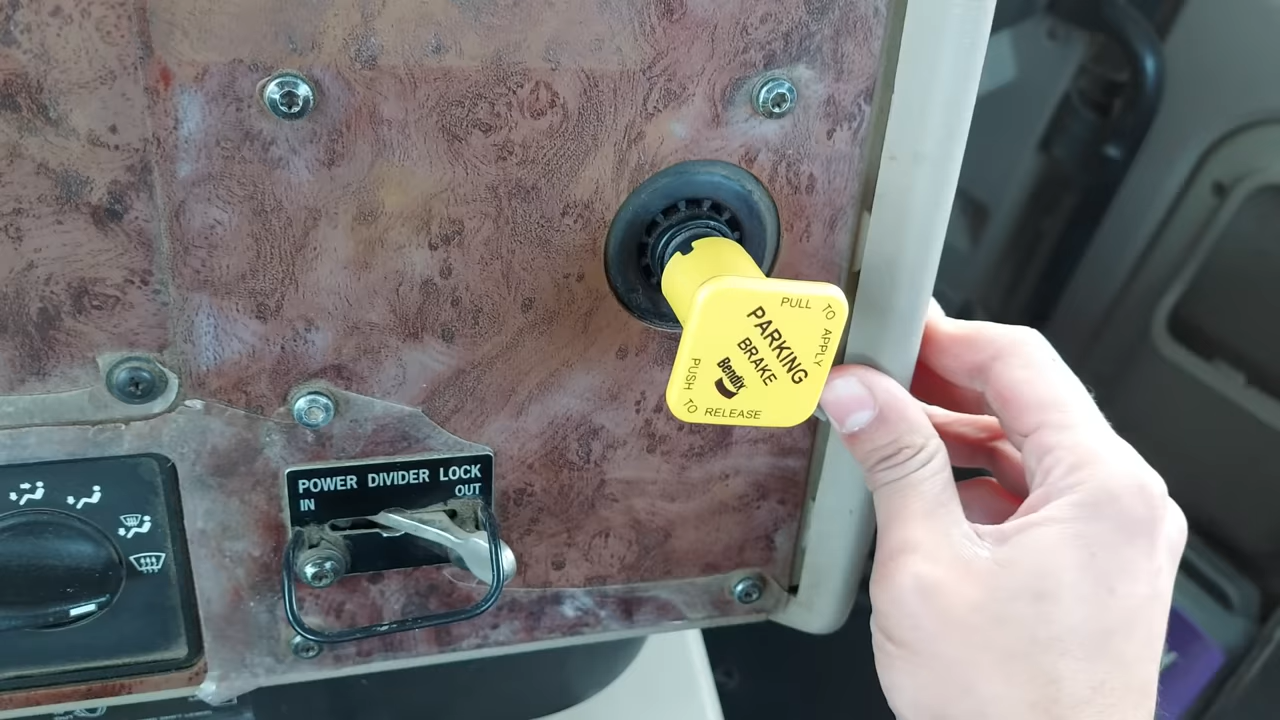 PULL TO APPLY
PARKING
BRAKE
Bendix
PUSH TO RELEASE
POWER DIVIDER LOCK
IN OUT